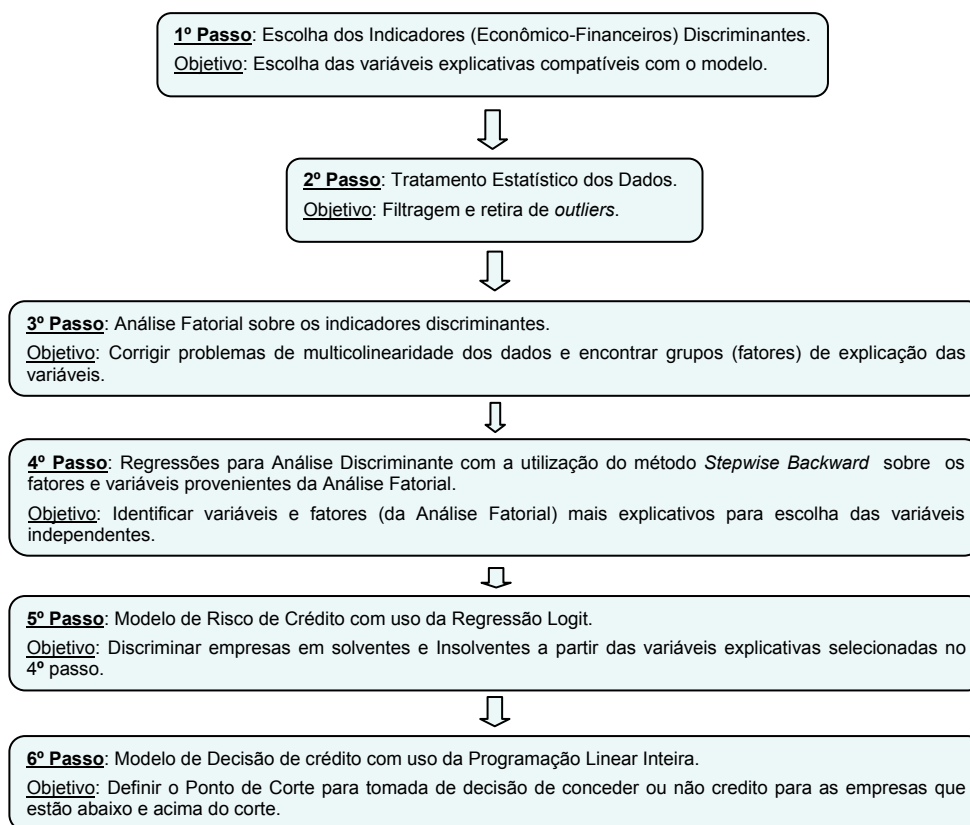 1º Passo: Escolha dos Indicadores (Econômico-Financeiros) Discriminantes.
Objetivo: Escolha das variáveis explicativas compatíveis com o modelo.
2º Passo: Tratamento Estatístico dos Dados.
Objetivo: Filtragem e retira de outliers.
3º Passo: Análise Fatorial sobre os indicadores discriminantes.
Objetivo: Corrigir problemas de multicolinearidade dos dados e encontrar grupos (fatores) de explicação das
variáveis.
4º Passo: Regressões para Análise Discriminante com a utilização do método Stepwise Backward sobre os
fatores e variáveis provenientes da Análise Fatorial.
Objetivo: Identificar variáveis e fatores (da Análise Fatorial) mais explicativos para escolha das variáveis
independentes.
5º Passo: Modelo de Risco de Crédito com uso da Regressão Logit.
Objetivo: Discriminar empresas em solventes e Insolventes a partir das variáveis explicativas selecionadas no
4º passo.
6º Passo: Modelo de Decisão de crédito com uso da Programação Linear Inteira.
Objetivo: Definir o Ponto de Corte para tomada de decisão de conceder ou não credito para as empresas que
estão abaixo e acima do corte.